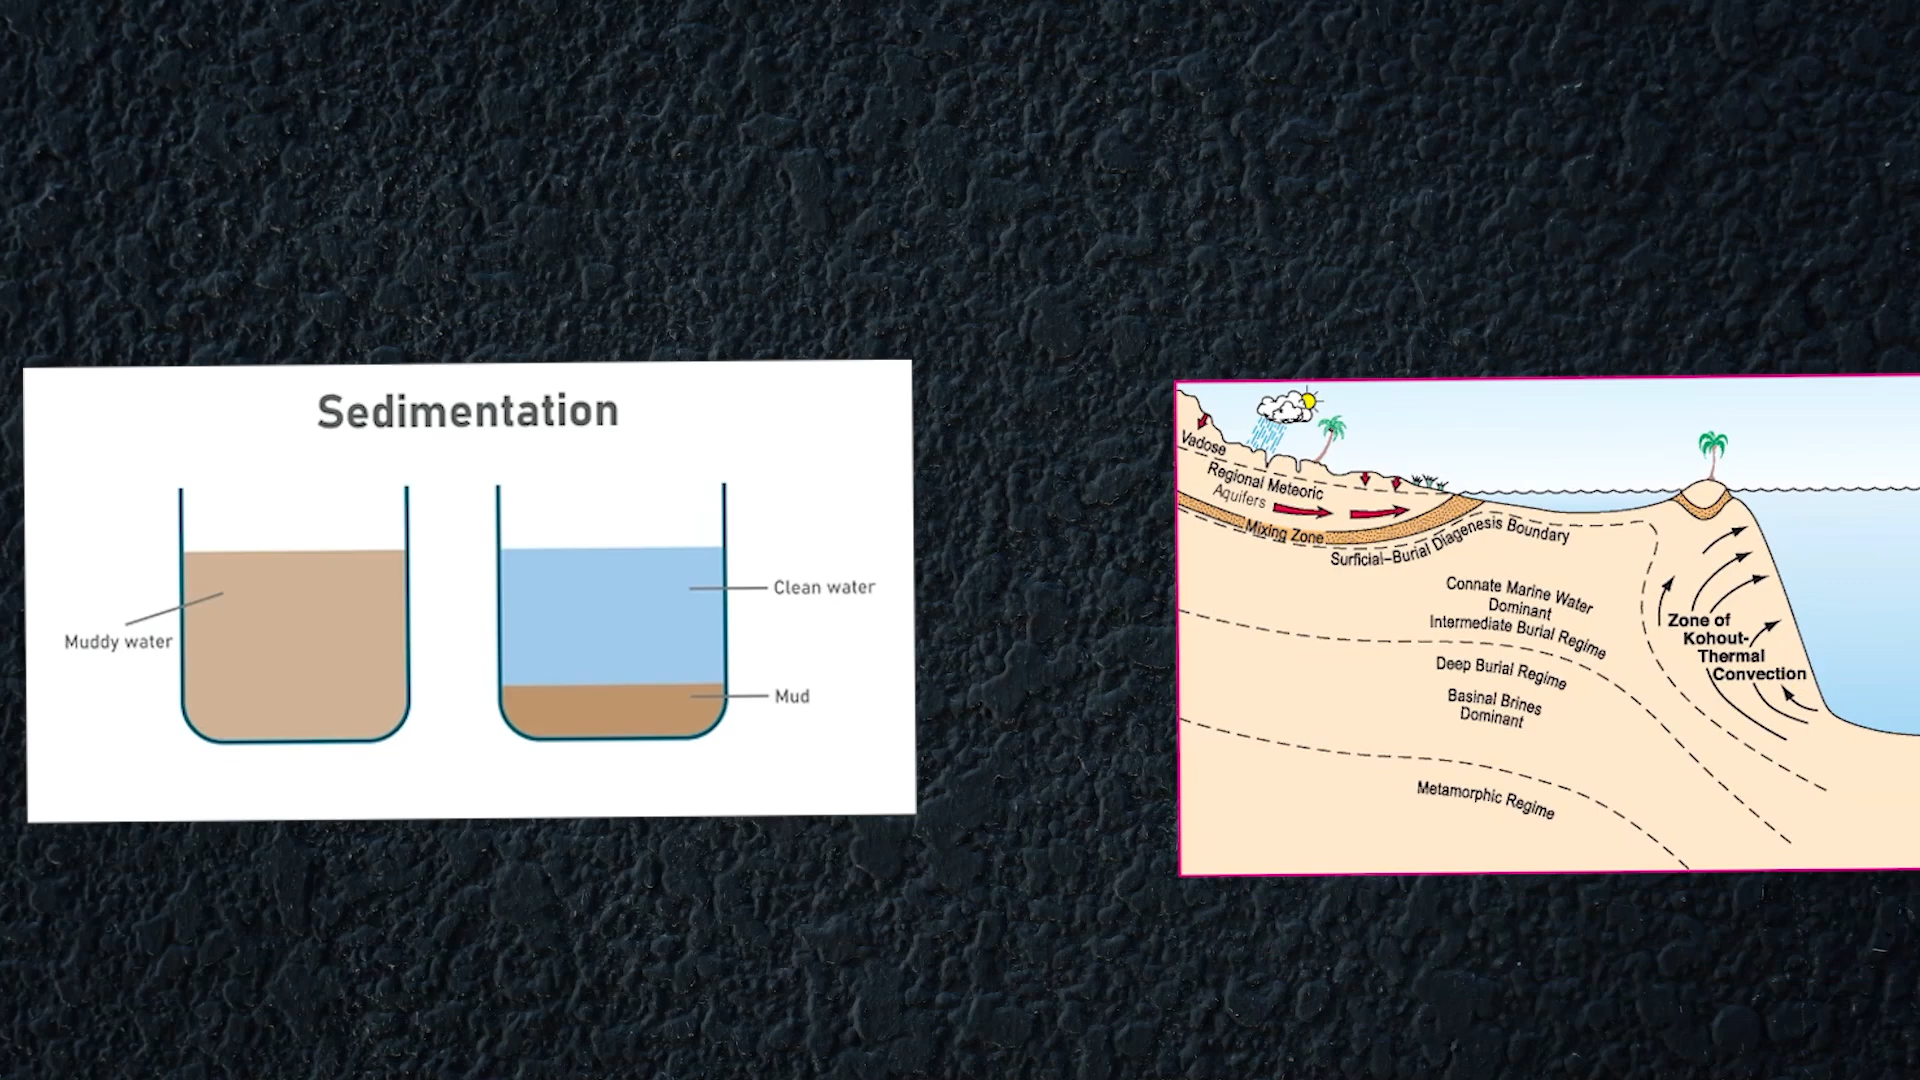 Sedimentation
Muddy water
Clean water
Mud
Vadose
Regional Meteoric
Aquifers
Mixing Zone
Surficial–Burial Diagenesis Boundary
Connate Marine Water
Dominant
Intermediate Burial Regime
Zone of
Kohout-
Thermal
Convection
Deep Burial Regime
Basinal Brines
Dominant
Metamorphic Regime